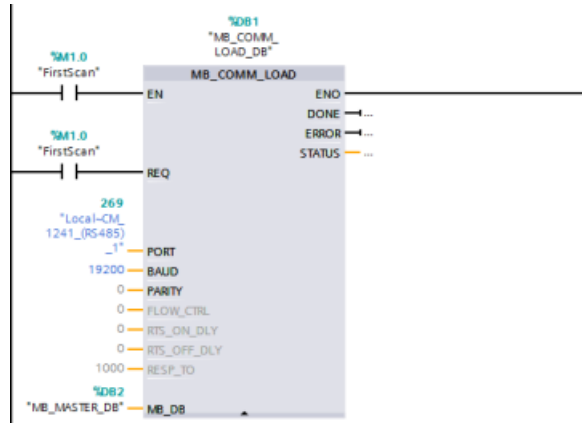 %DB1
"MB_COMM_
LOAD_DB"
%M1.0
"FirstScan"
MB_COMM_LOAD
EN
ENO
DONE
...
ERROR
...
%M1.0
"FirstScan"
STATUS
...
REQ
269
"Local~CM_
1241_(RS485)
_1"
PORT
19200
BAUD
0
PARITY
0
FLOW_CTRL
0
RTS_ON_DLY
0
RTS_OFF_DLY
1000
RESP_TO
%DB2
"MB_MASTER_DB"
MB_DB